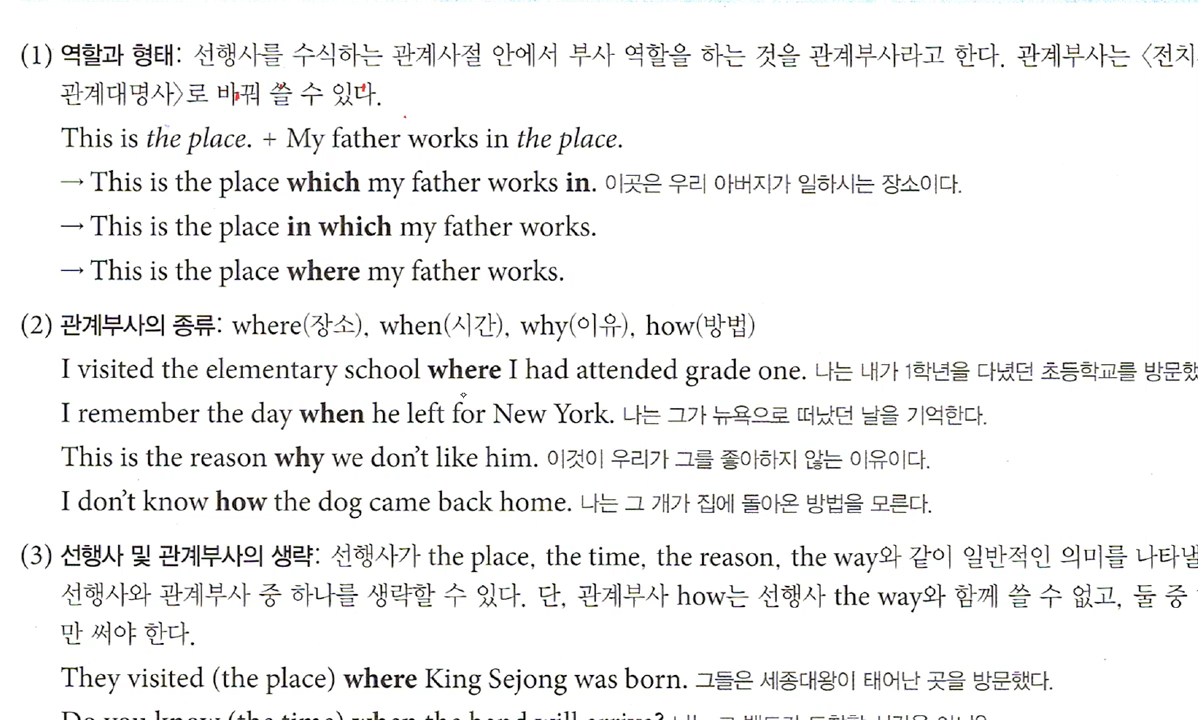 (1) 역할과 형태: 선행사를 수식하는 관계사절 안에서 부사 역할을 하는 것을 관계부사라고 한다. 관계부사는 〈전치
관계대명사〉로 바꿔 쓸 수 있다.
This is the place. + My father works in the place.
→ This is the place which my father works in. 이곳은 우리 아버지가 일하시는 장소이다.
→ This is the place in which my father works.
→ This is the place where my father works.
(2) 관계부사의 종류: where(장소), when(시간), why(이유), how(방법)
I visited the elementary school where I had attended grade one. 나는 내가 1학년을 다녔던 초등학교를 방문했
I remember the day when he left for New York. 나는 그가 뉴욕으로 떠났던 날을 기억한다.
This is the reason why we don't like him. 이것이 우리가 그를 좋아하지 않는 이유이다.
I don't know how the dog came back home. 나는 그 개가 집에 돌아온 방법을 모른다.
(3) 선행사 및 관계부사의 생략: 선행사가 the place, the time, the reason, the way와 같이 일반적인 의미를 나타낼
선행사와 관계부사 중 하나를 생략할 수 있다. 단, 관계부사 how는 선행사 the way와 함께 쓸 수 없고, 둘 중
만 써야 한다.
They visited (the place) where King Sejong was born. 그들은 세종대왕이 태어난 곳을 방문했다.
Do you know (the time) when the band will arrive?